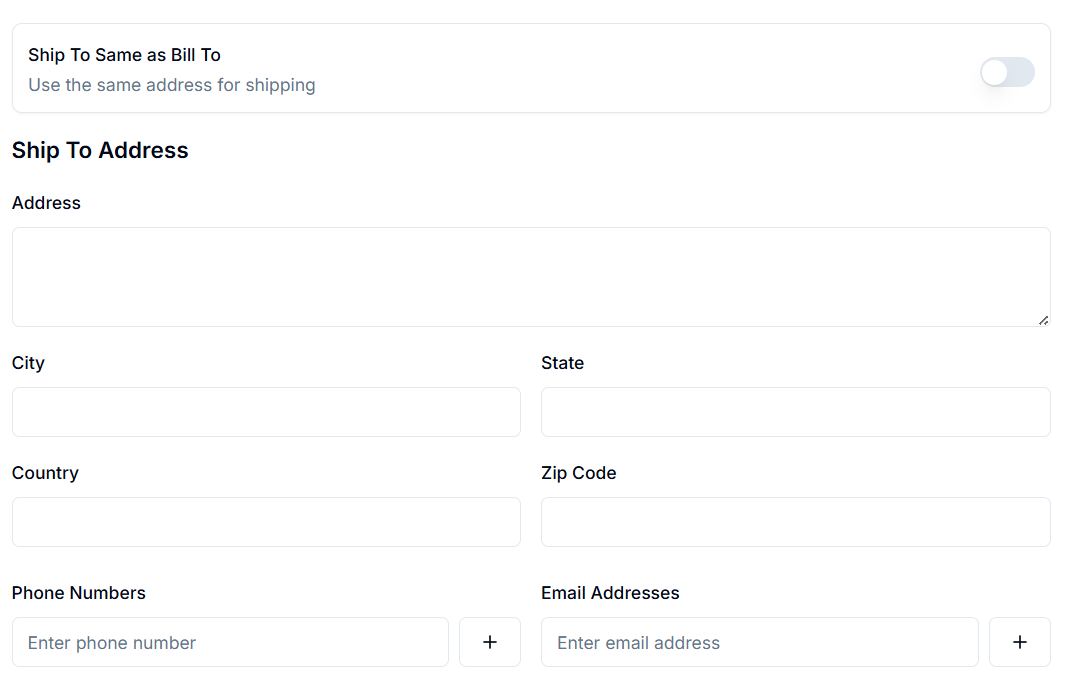 Ship To Same as Bill To
Use the same address for shipping
Ship To Address
Address
City
State
Country
Zip Code
Phone Numbers
Email Addresses
Enter phone number
+
Enter email address
+